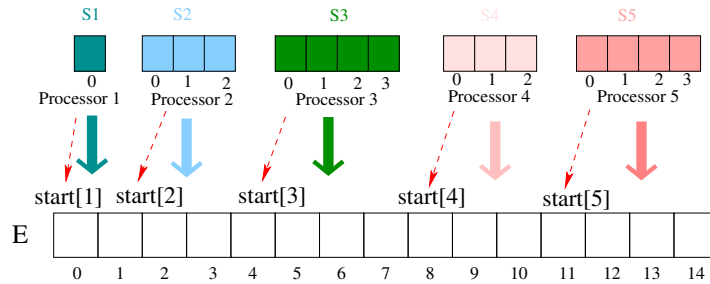 S1 S2 S3 S4 S5
0 0 1 2 0 1 2 3 0 1 2 0 1 2 3
Processor 1 Processor 2 Processor 3 Processor 4 Processor 5
start[1] start[2] start[3] start[4] start[5]
E
0 1 2 3 4 5 6 7 8 9 10 11 12 13 14